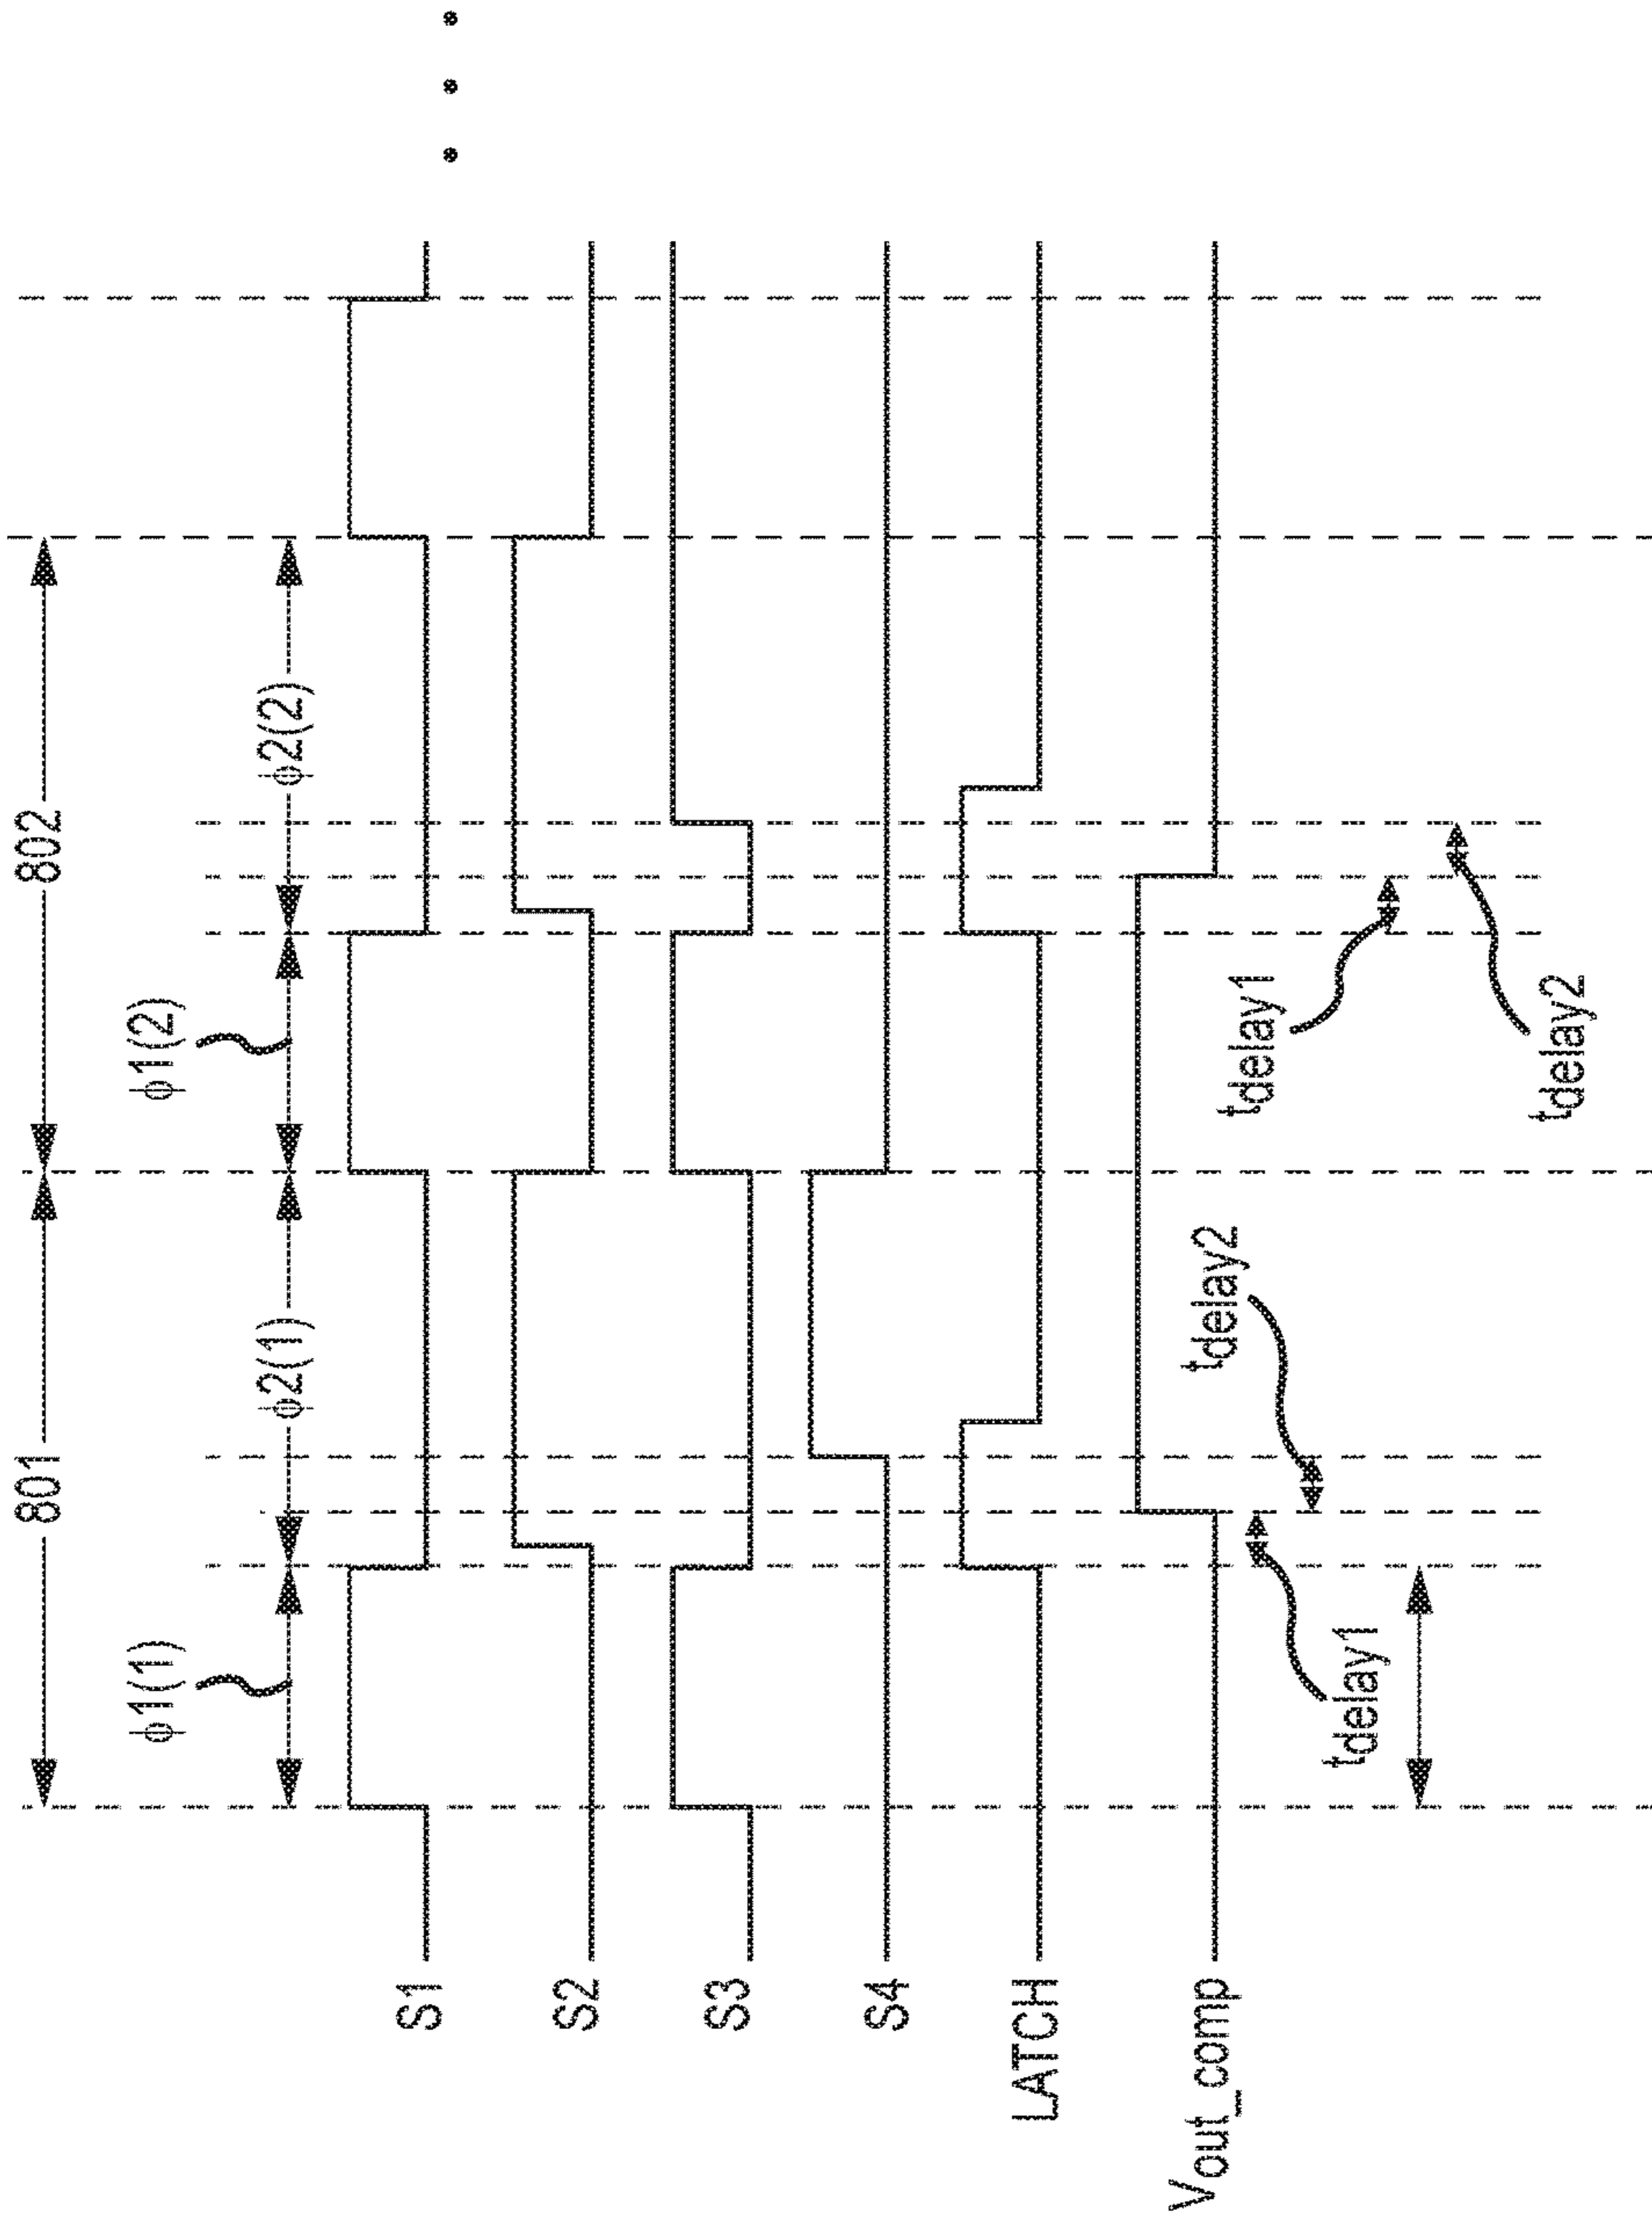 801
802
ϕ1(1)
ϕ2(1)
ϕ1(2)
ϕ2(2)
S1
S2
S3
S4
LATCH
Vout_comp
tdelay1
tdelay2
tdelay1
tdelay2